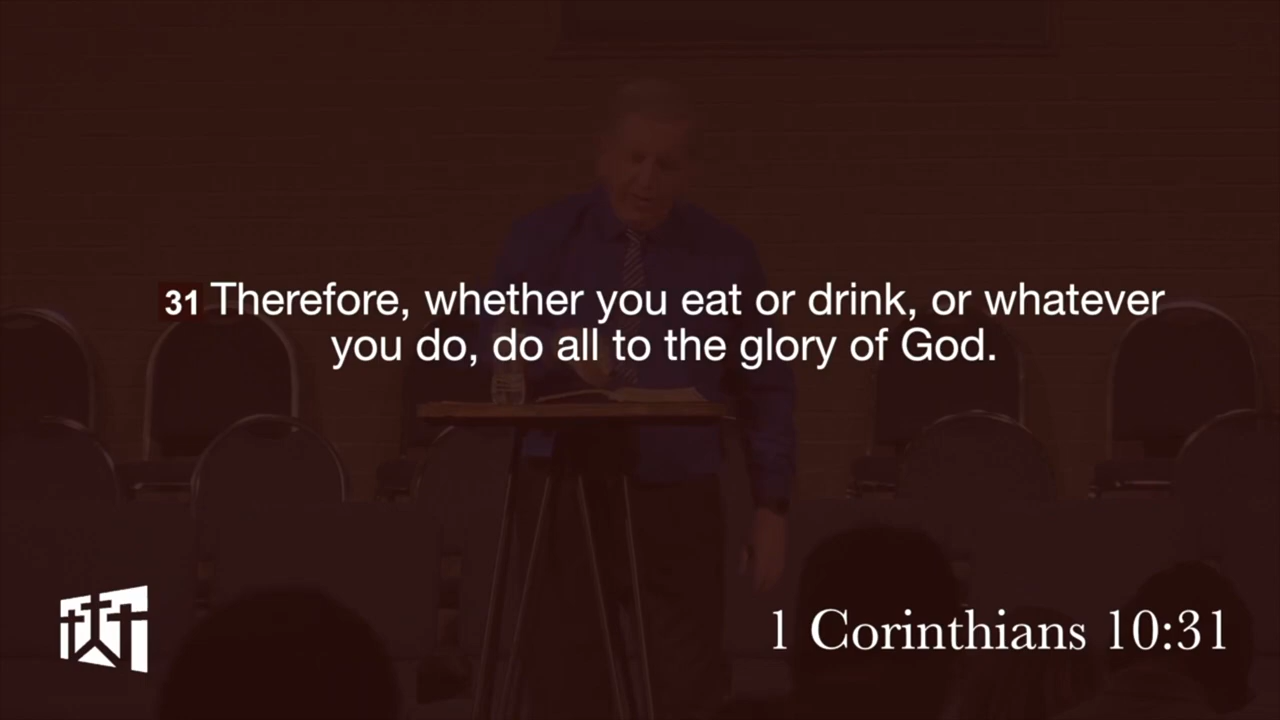 31 Therefore, whether you eat or drink, or whatever
you do, do all to the glory of God.
1 Corinthians 10:31